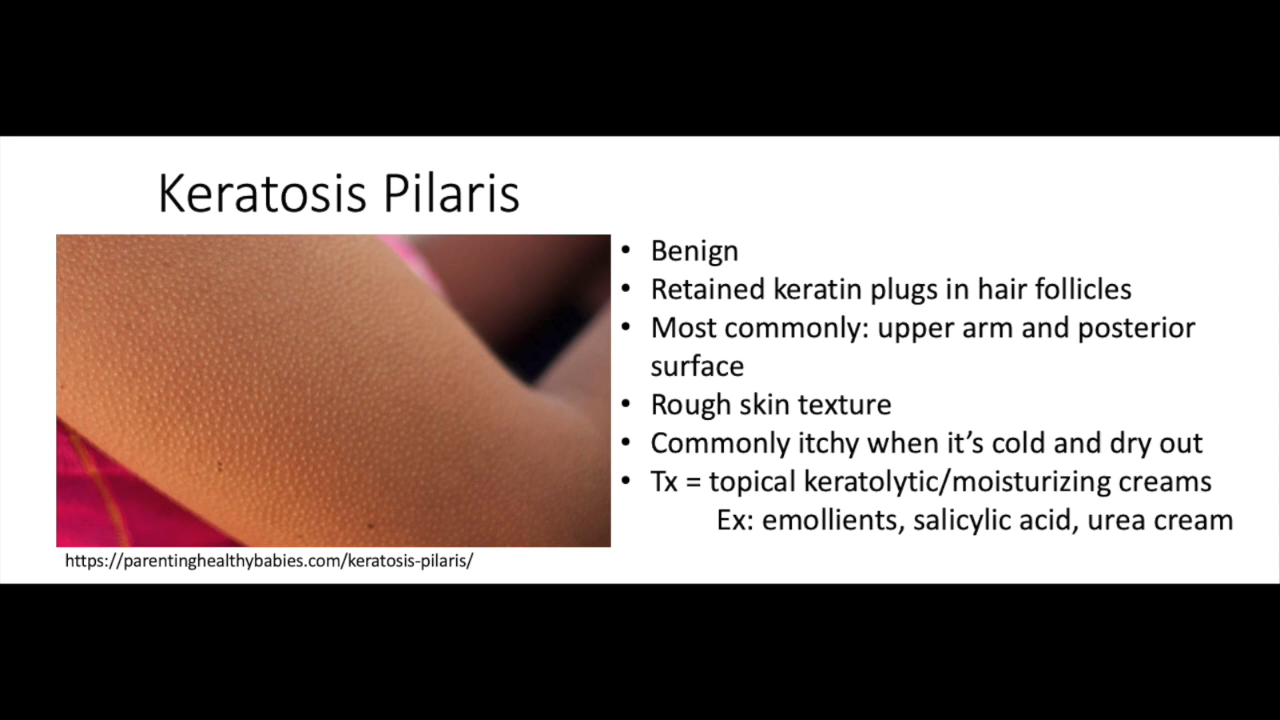 Keratosis Pilaris
• Benign
• Retained keratin plugs in hair follicles
• Most commonly: upper arm and posterior
surface
• Rough skin texture
• Commonly itchy when it’s cold and dry out
• Tx = topical keratolytic/moisturizing creams
Ex: emollients, salicylic acid, urea cream
https://parentinghealthybabies.com/keratosis-pilaris/